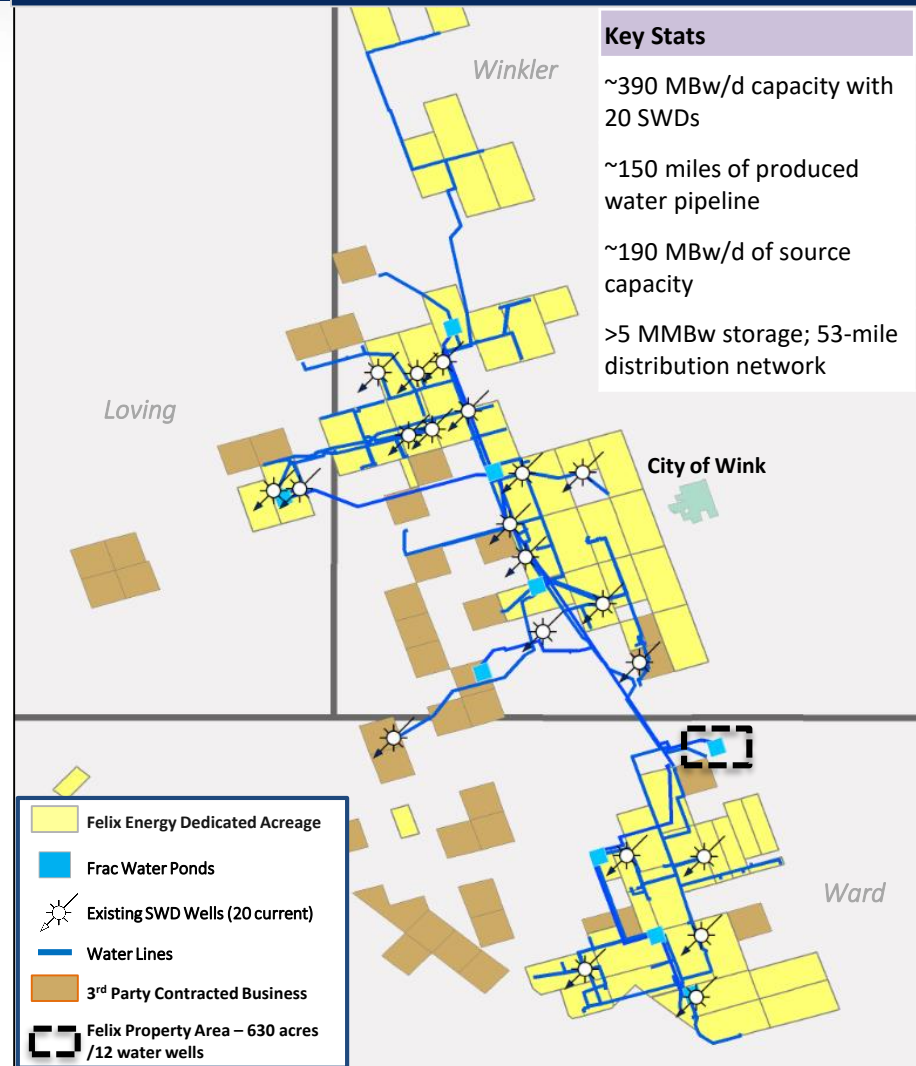 Winkler
Key Stats
~390 MBw/d capacity with
20 SWDs
~150 miles of produced
water pipeline
~190 MBw/d of source
capacity
>5 MMBw storage; 53-mile
distribution network
Loving
City of Wink
Ward
Felix Energy Dedicated Acreage
Frac Water Ponds
Existing SWD Wells (20 current)
Water Lines
3rd Party Contracted Business
Felix Property Area – 630 acres
/12 water wells